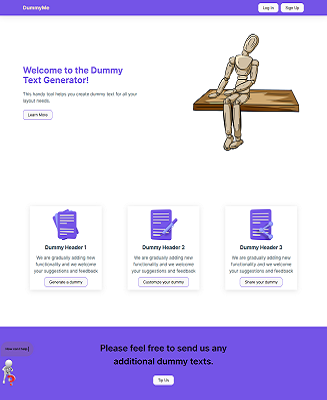 DummyMe
Log In
Sign Up
Welcome to the Dummy
Text Generator!
This handy tool helps you create dummy text for all your
layout needs.
Learn More
Dummy Header 1
We are gradually adding new
functionality and we welcome
your suggestions and feedback
Generate a dummy
Dummy Header 2
We are gradually adding new
functionality and we welcome
your suggestions and feedback
Customize your dummy
Dummy Header 3
We are gradually adding new
functionality and we welcome
your suggestions and feedback
Share your dummy
Please feel free to send us any
additional dummy texts.
Tip Us